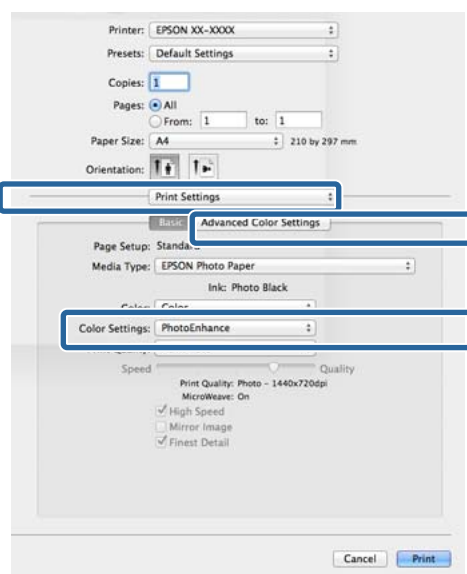 Printer: EPSON XX-XXXX
Presets: Default Settings
Copies: 1
Pages: All
From: 1 to: 1
Paper Size: A4 210 by 297 mm
Orientation:
Print Settings
Basic Advanced Color Settings
Page Setup: Standard
Media Type: EPSON Photo Paper
Ink: Photo Black
Color: Color
Color Settings: PhotoEnhance
Speed Quality
Print Quality: Photo - 1440x720dpi
MicroWeave: On
High Speed
Mirror Image
Finest Detail
Cancel Print